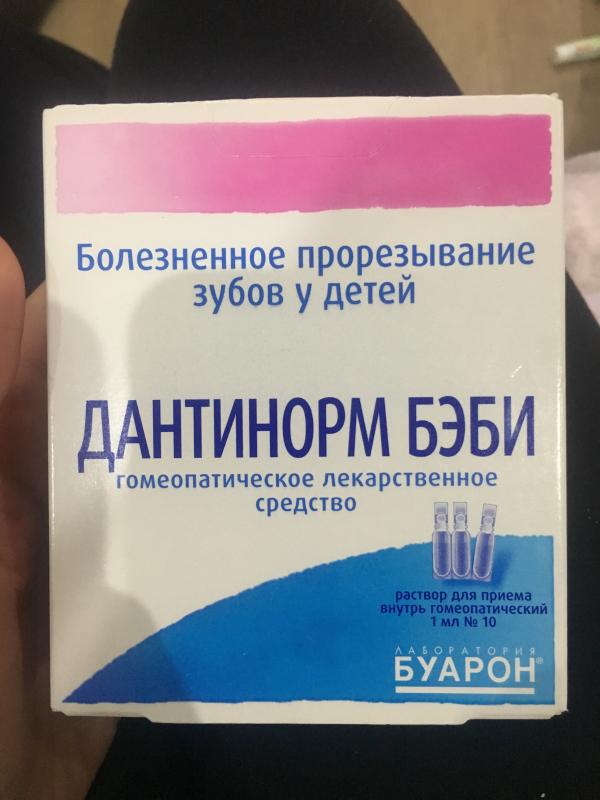 Болезненное прорезывание
зубов у детей
ДАНТИНОРМ БЭБИ
гомеопатическое лекарственное
средство
раствор для приема
внутрь гомеопатический
1 мл № 10
ЛАБОРАТОРИЯ
БУАРОН®